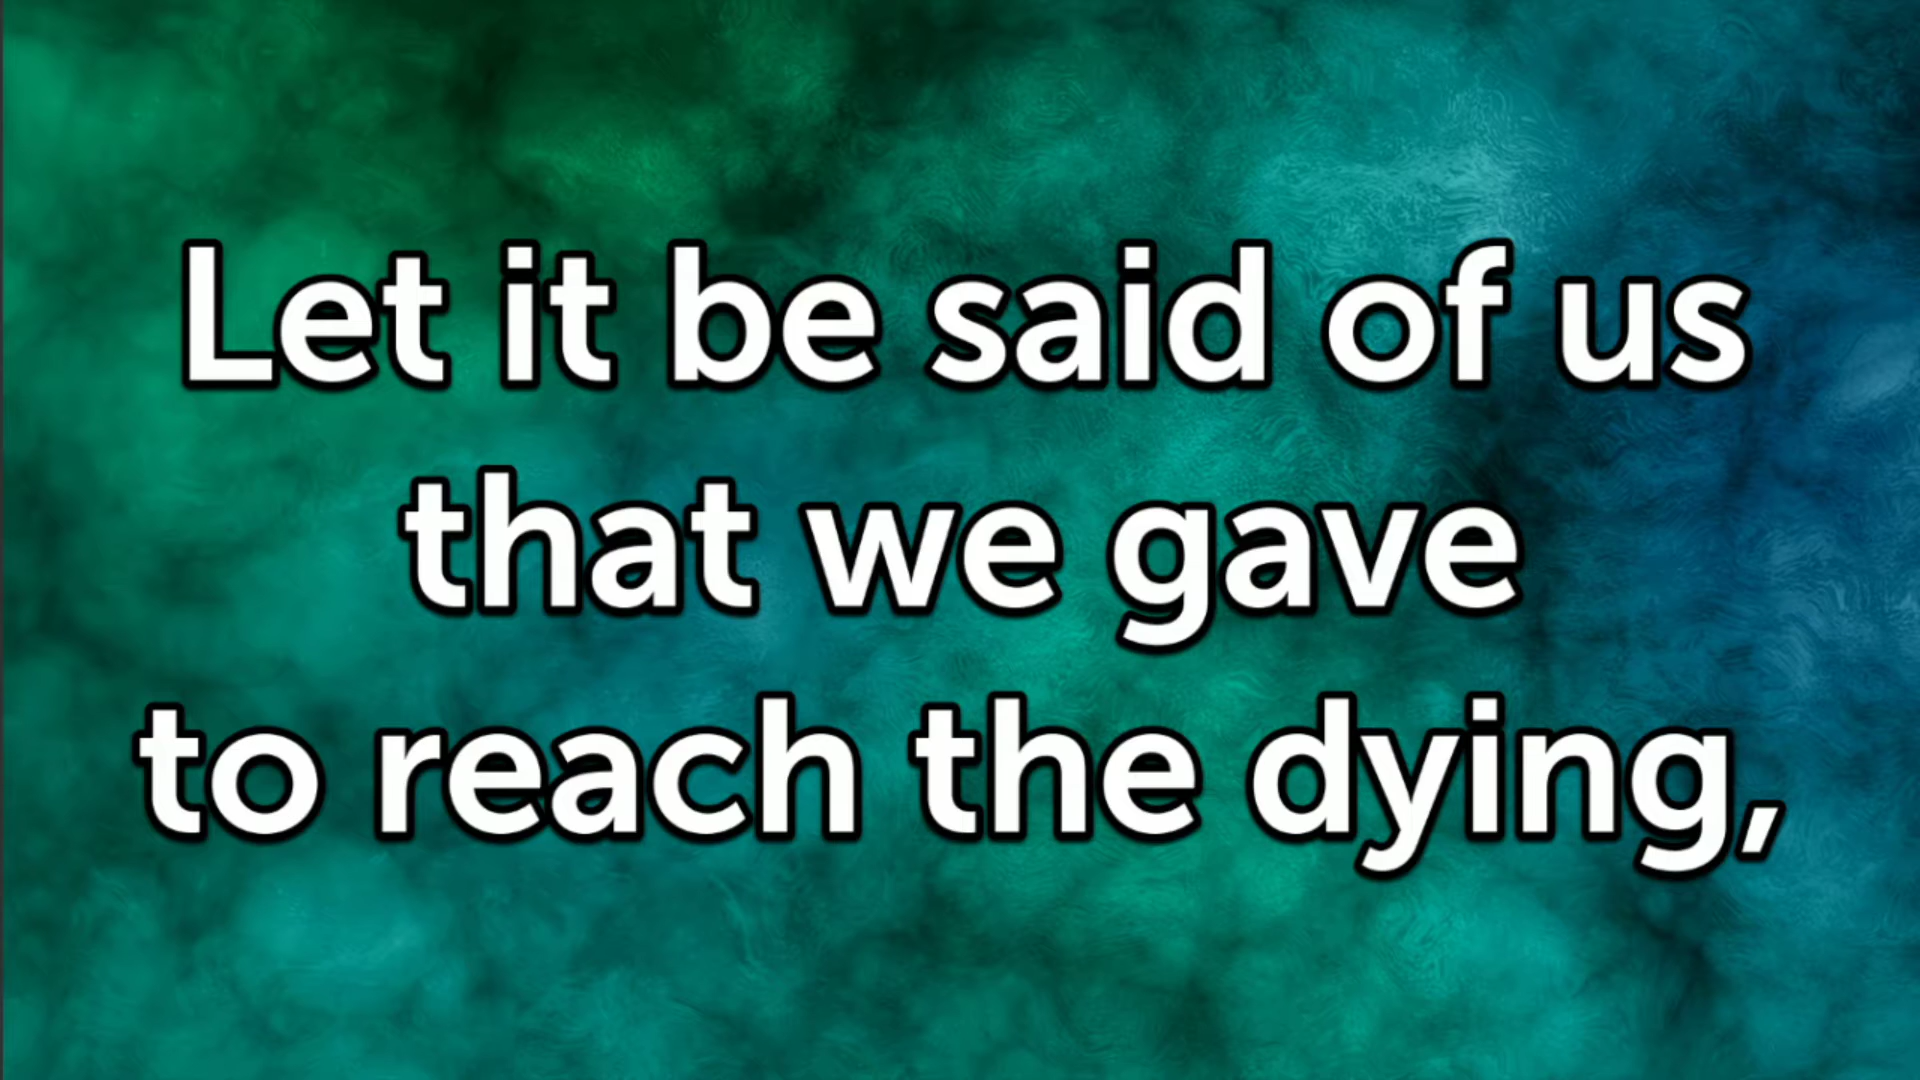 Let it be said of us
that we gave
to reach the dying,